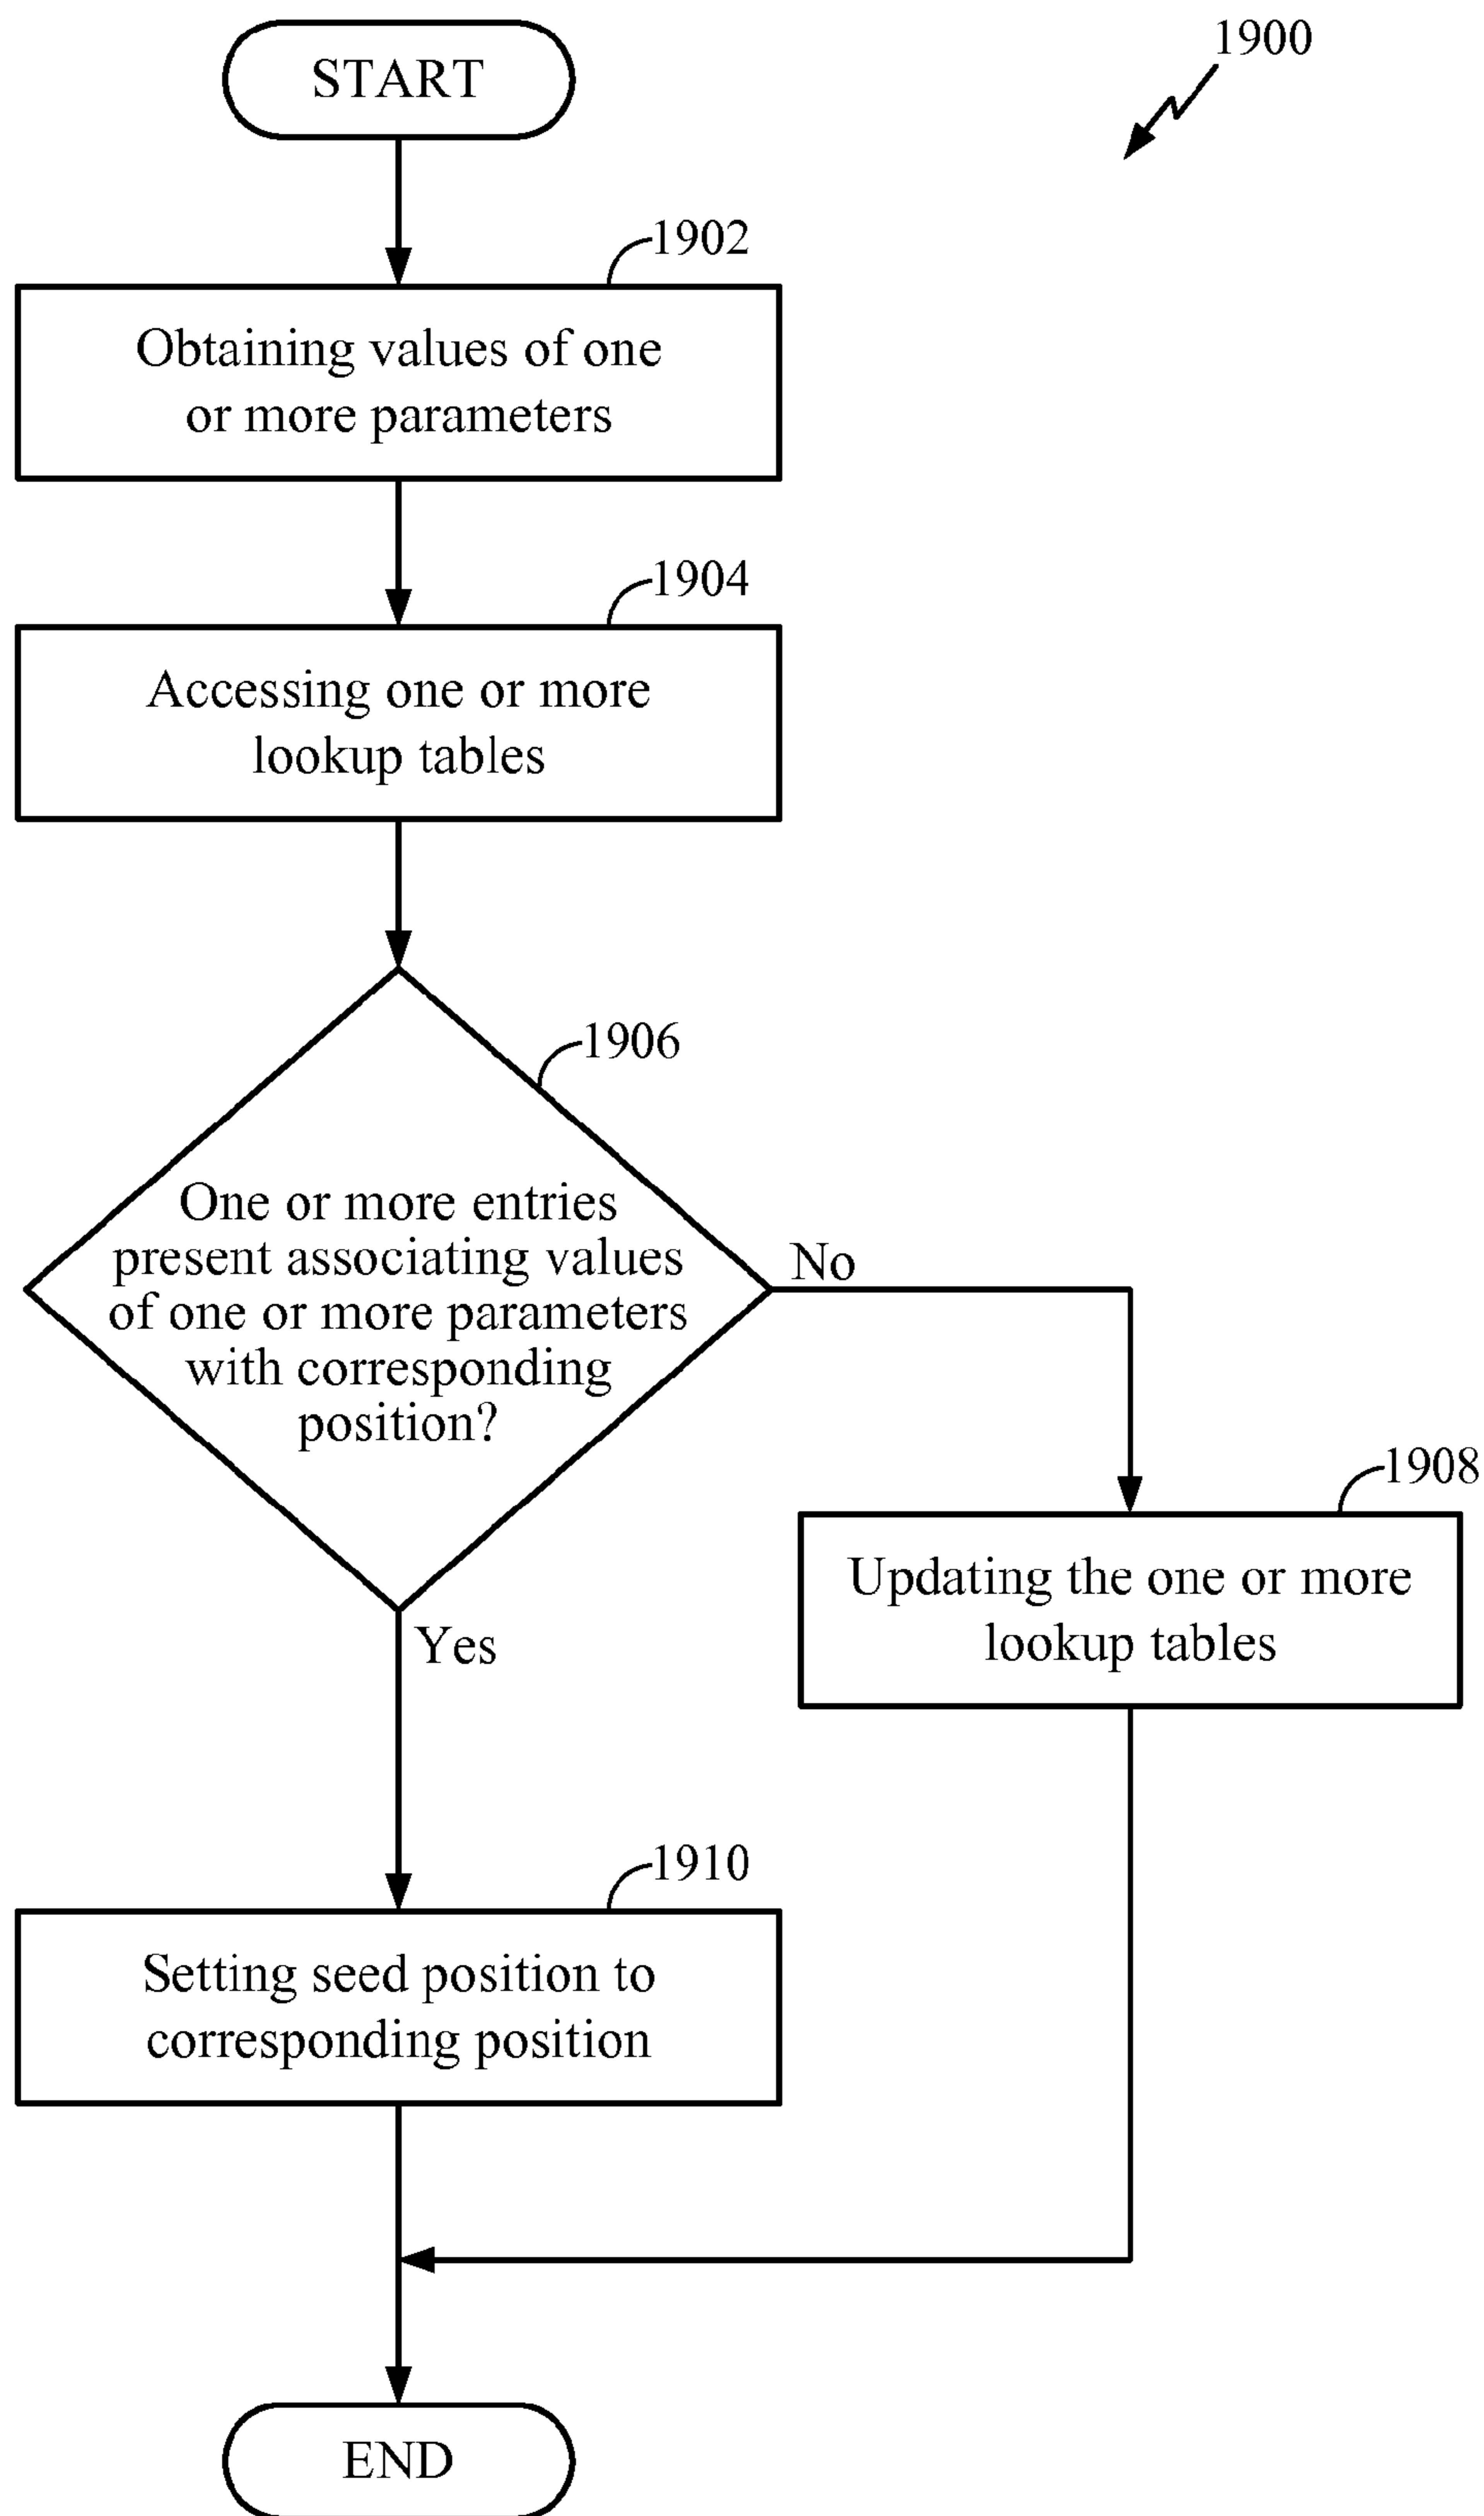 START
1900
1902
Obtaining values of one
or more parameters
1904
Accessing one or more
lookup tables
1906
One or more entries
present associating values
of one or more parameters
with corresponding
position?
No
Yes
1908
Updating the one or more
lookup tables
1910
Setting seed position to
corresponding position
END